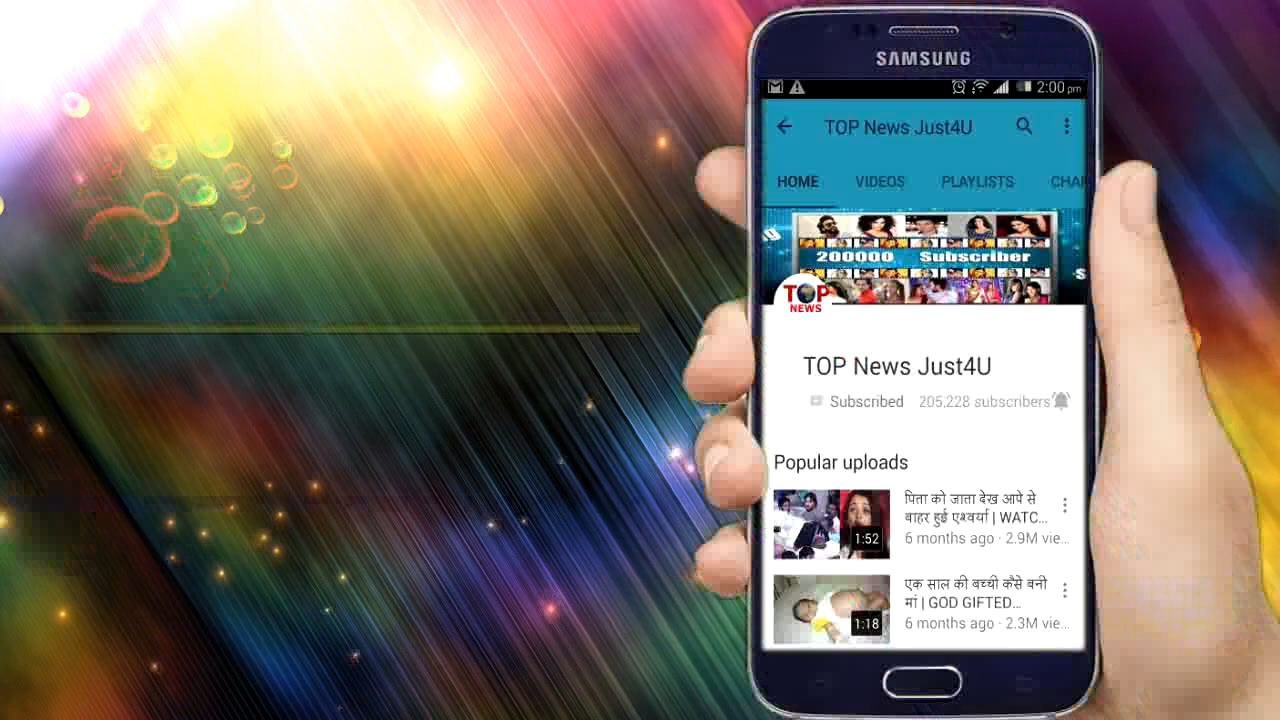 SAMSUNG
2:00 pm
TOP News Just4U
HOME VIDEOS PLAYLISTS CHA
200000 Subscriber
TOP
NEWS
TOP News Just4U
Subscribed 205,228 subscribers
Popular uploads
पिता को जाता देख आपे से
बाहर हुई एश्वर्या | WATC...
1:52
6 months ago · 2.9M vie...
एक साल की बच्ची कैसे बनी
मां | GOD GIFTED...
1:18
6 months ago · 2.3M vie...